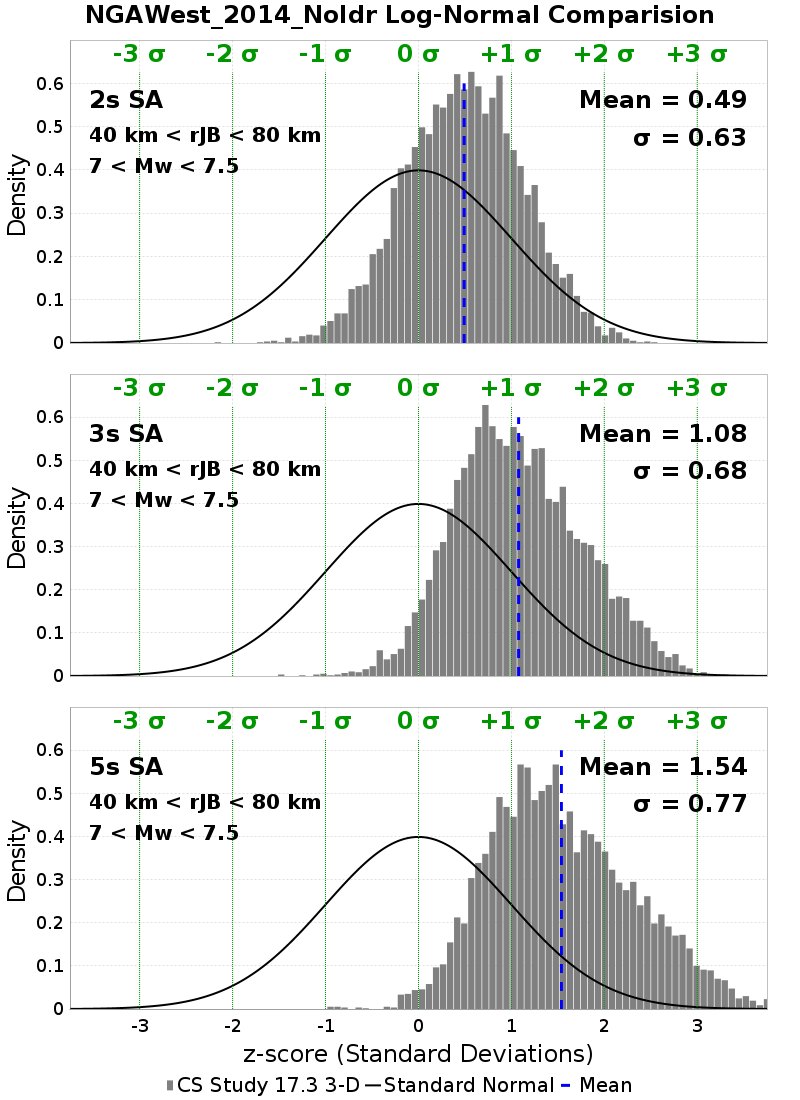 NGAWest_2014_NoIdr Log-Normal Comparision
-3 σ -2 σ -1 σ 0 σ +1 σ +2 σ +3 σ
2s SA Mean = 0.49
40 km < rJB < 80 km σ = 0.63
7 < Mw < 7.5
0.6
0.5
0.4
0.3
0.2
0.1
0
Density
-3 σ -2 σ -1 σ 0 σ +1 σ +2 σ +3 σ
3s SA Mean = 1.08
40 km < rJB < 80 km σ = 0.68
7 < Mw < 7.5
0.6
0.5
0.4
0.3
0.2
0.1
0
Density
-3 σ -2 σ -1 σ 0 σ +1 σ +2 σ +3 σ
5s SA Mean = 1.54
40 km < rJB < 80 km σ = 0.77
7 < Mw < 7.5
0.6
0.5
0.4
0.3
0.2
0.1
0
Density
-3 -2 -1 0 1 2 3
z-score (Standard Deviations)
CS Study 17.3 3-D Standard Normal Mean